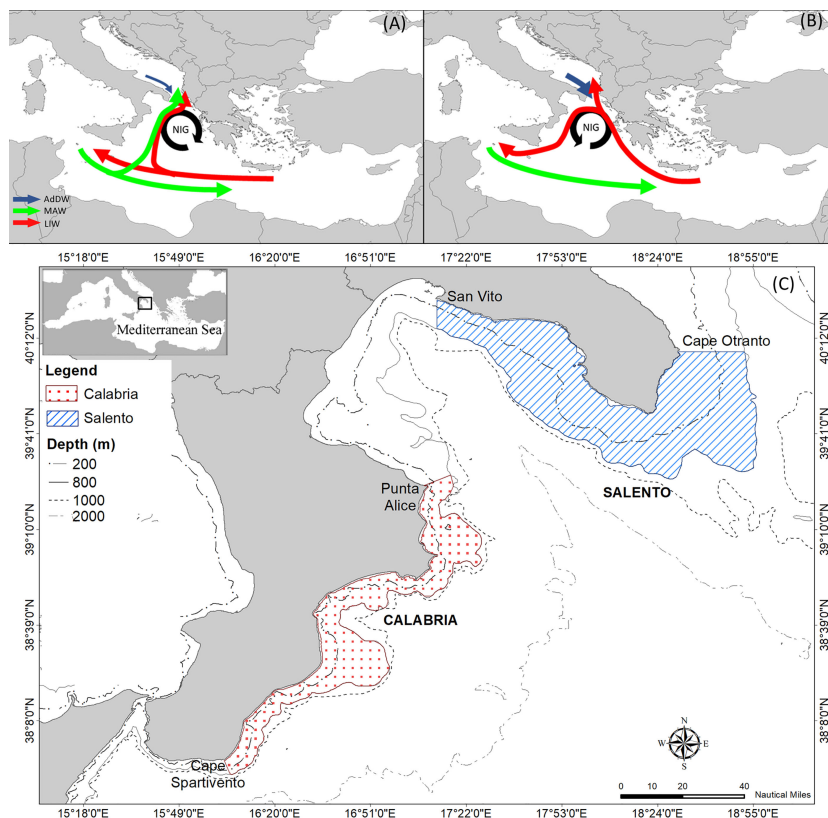 (A)
NIG
AdDW
MAW
LIW
(B)
NIG
15°18'0"E 15°49'0"E 16°20'0"E 16°51'0"E 17°22'0"E 17°53'0"E 18°24'0"E 18°55'0"E
(C)
Mediterranean Sea
San Vito
Cape Otranto
Legend
Calabria
Salento
Depth (m)
200
800
1000
2000
Punta
Alice
SALENTO
CALABRIA
Cape
Spartivento
40°12'0"N
39°41'0"N
39°10'0"N
38°39'0"N
38°8'0"N
40°12'0"N
39°41'0"N
39°10'0"N
38°39'0"N
38°8'0"N
N
W E
S
0 10 20 40
Nautical Miles
15°18'0"E 15°49'0"E 16°20'0"E 16°51'0"E 17°22'0"E 17°53'0"E 18°24'0"E 18°55'0"E